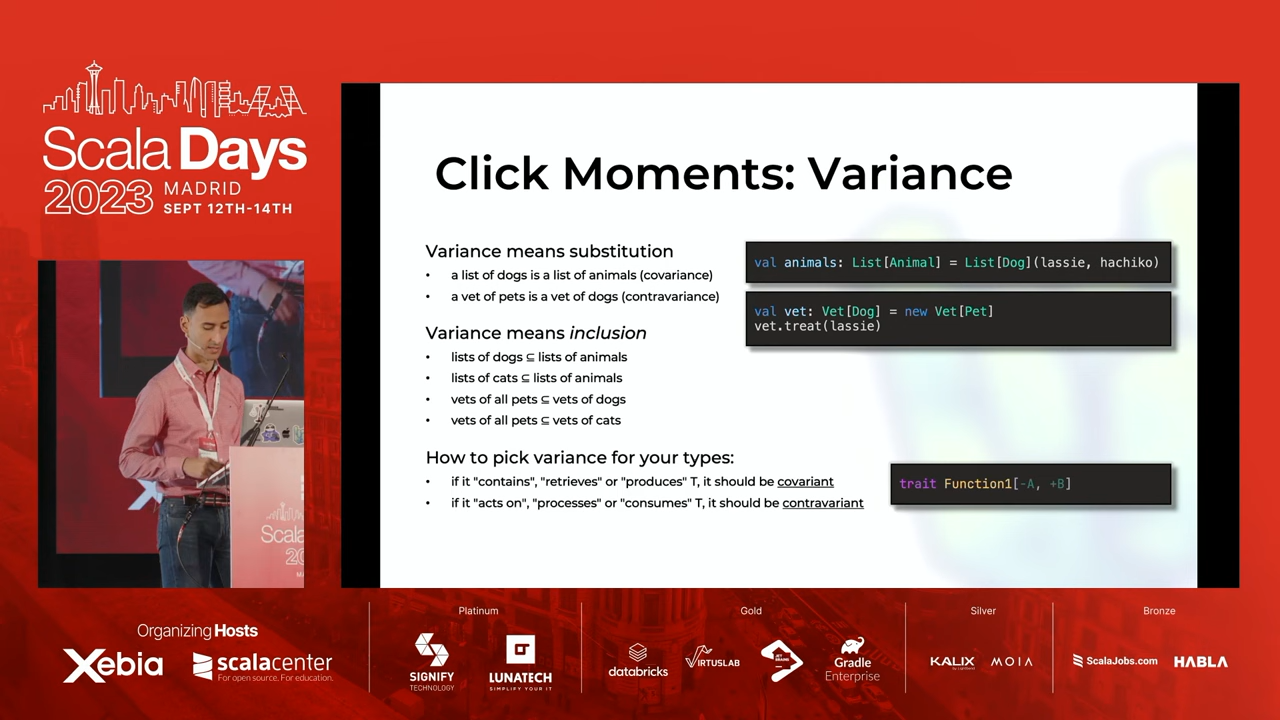 Scala Days
2023 MADRID
SEPT 12TH-14TH
Click Moments: Variance
Variance means substitution
• a list of dogs is a list of animals (covariance)
• a vet of pets is a vet of dogs (contravariance)
val animals: List[Animal] = List[Dog](lassie, hachiko)
val vet: Vet[Dog] = new Vet[Pet]
vet.treat(lassie)
Variance means inclusion
• lists of dogs ⊆ lists of animals
• lists of cats ⊆ lists of animals
• vets of all pets ⊆ vets of dogs
• vets of all pets ⊆ vets of cats
How to pick variance for your types:
• if it "contains", "retrieves" or "produces" T, it should be covariant
• if it "acts on", "processes" or "consumes" T, it should be contravariant
trait Function1[-A, +B]
Scala
20
Organizing Hosts
Xebia
scalacenter
For open source. For education.
Platinum
SIGNIFY
TECHNOLOGY
LUNATECH
SIMPLIFY YOUR IT
Gold
databricks
VIRTUSLAB
JET
BRAINS
Gradle
Enterprise
Silver
KALIX
MOIA
Bronze
ScalaJobs.com
HABLA